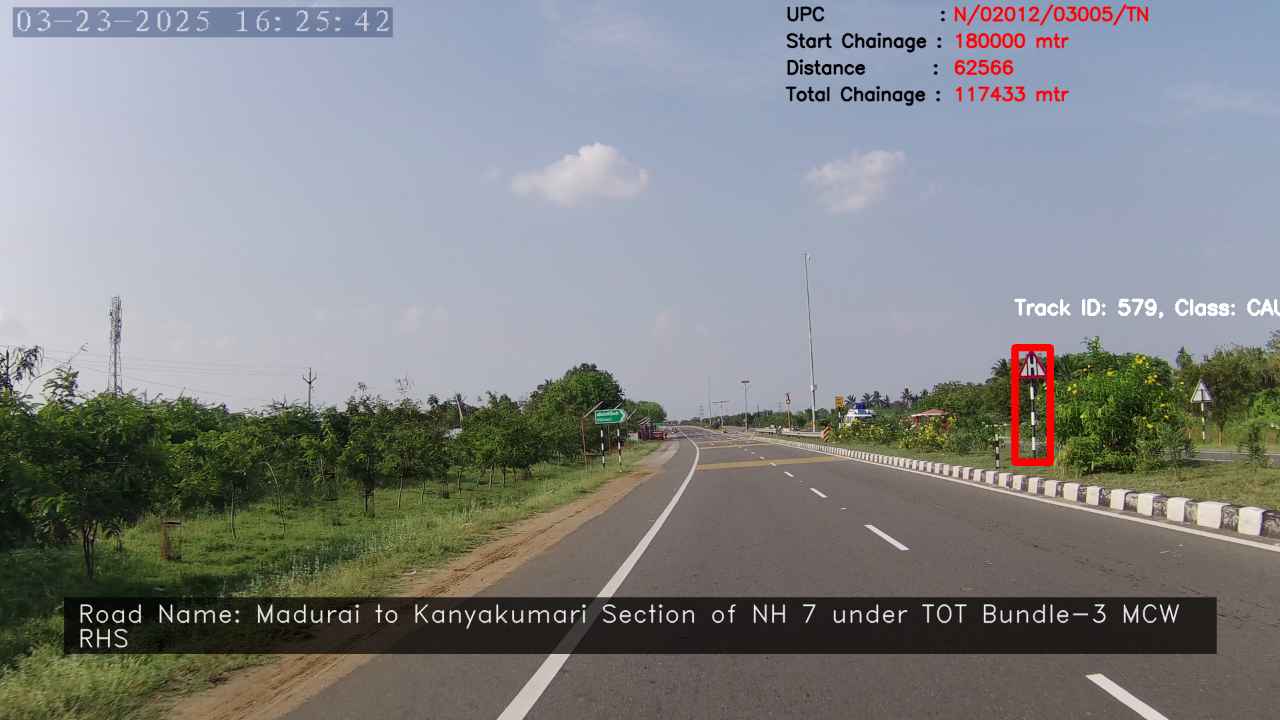 03-23-2025 16:25:42
UPC : N/02012/03005/TN
Start Chainage : 180000 mtr
Distance : 62566
Total Chainage : 117433 mtr
Track ID: 579, Class: CAU
Road Name: Madurai to Kanyakumari Section of NH 7 under TOT Bundle-3 MCW
RHS